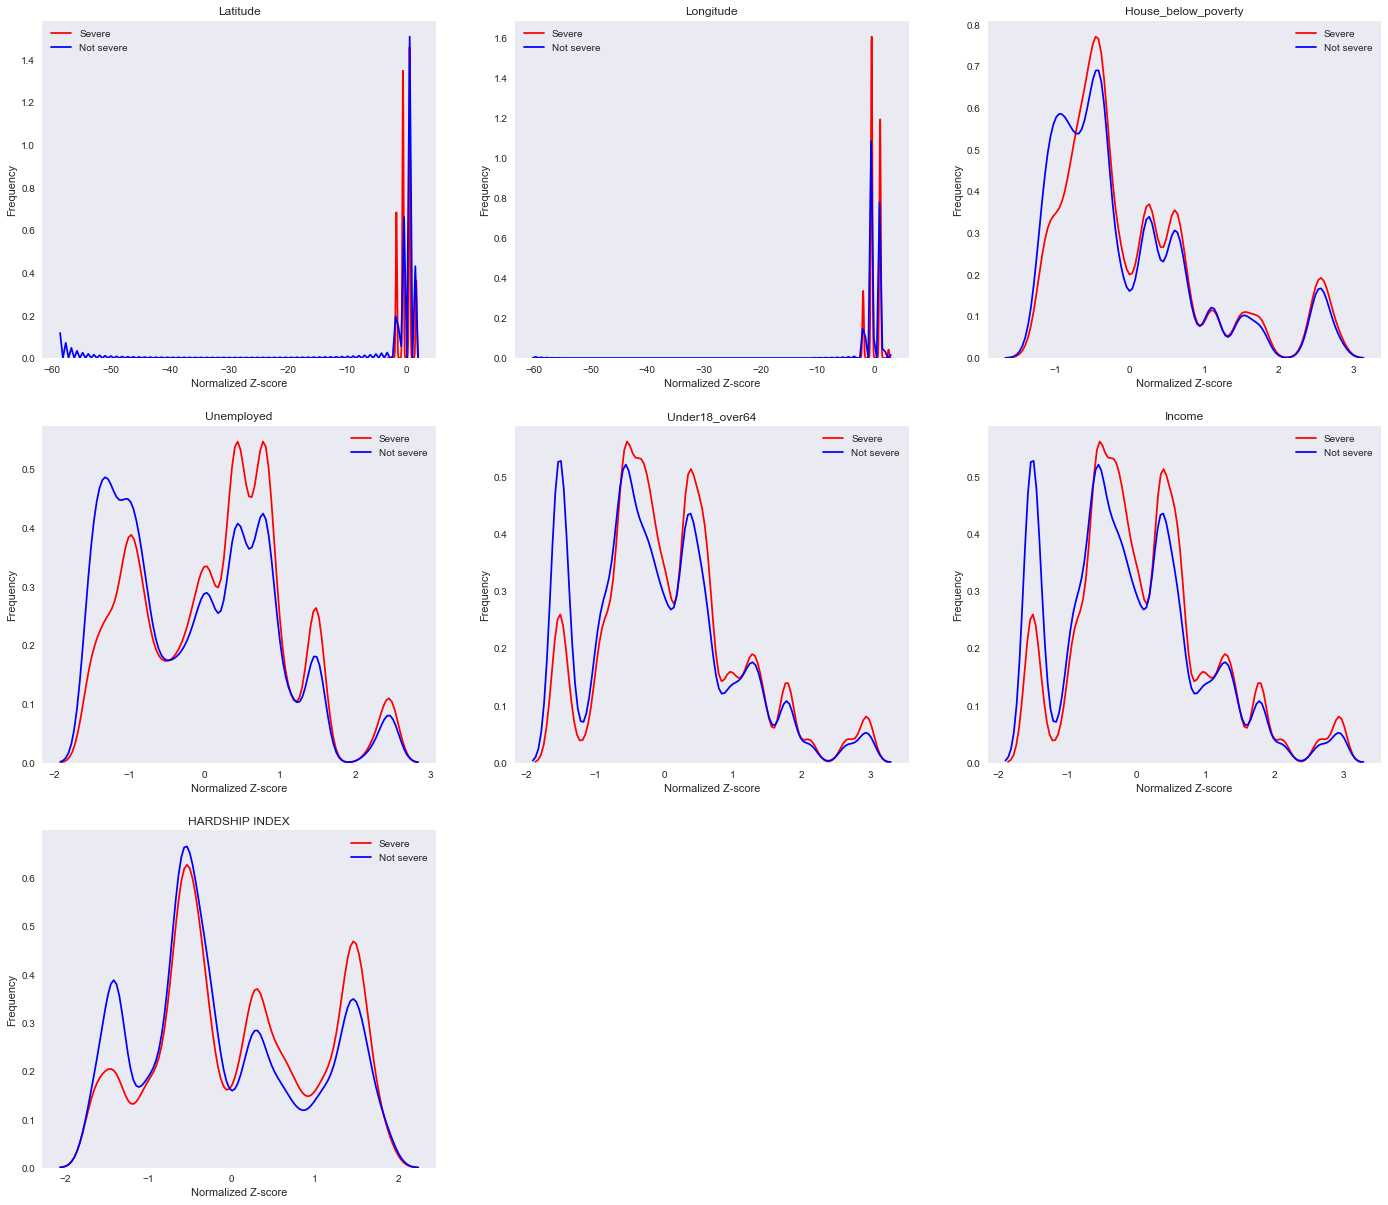 Latitude
Severe
Not severe
1.4
1.2
1.0
0.8
0.6
0.4
0.2
0.0
Frequency
−60 −50 −40 −30 −20 −10 0
Normalized Z-score
Longitude
Severe
Not severe
1.6
1.4
1.2
1.0
0.8
0.6
0.4
0.2
0.0
Frequency
−60 −50 −40 −30 −20 −10 0
Normalized Z-score
House_below_poverty
Severe
Not severe
0.8
0.7
0.6
0.5
0.4
0.3
0.2
0.1
0.0
Frequency
−1 0 1 2 3
Normalized Z-score
Unemployed
Severe
Not severe
0.5
0.4
0.3
0.2
0.1
0.0
Frequency
−2 −1 0 1 2 3
Normalized Z-score
Under18_over64
Severe
Not severe
0.5
0.4
0.3
0.2
0.1
0.0
Frequency
−2 −1 0 1 2 3
Normalized Z-score
Income
Severe
Not severe
0.5
0.4
0.3
0.2
0.1
0.0
Frequency
−2 −1 0 1 2 3
Normalized Z-score
HARDSHIP INDEX
Severe
Not severe
0.6
0.5
0.4
0.3
0.2
0.1
0.0
Frequency
−2 −1 0 1 2
Normalized Z-score